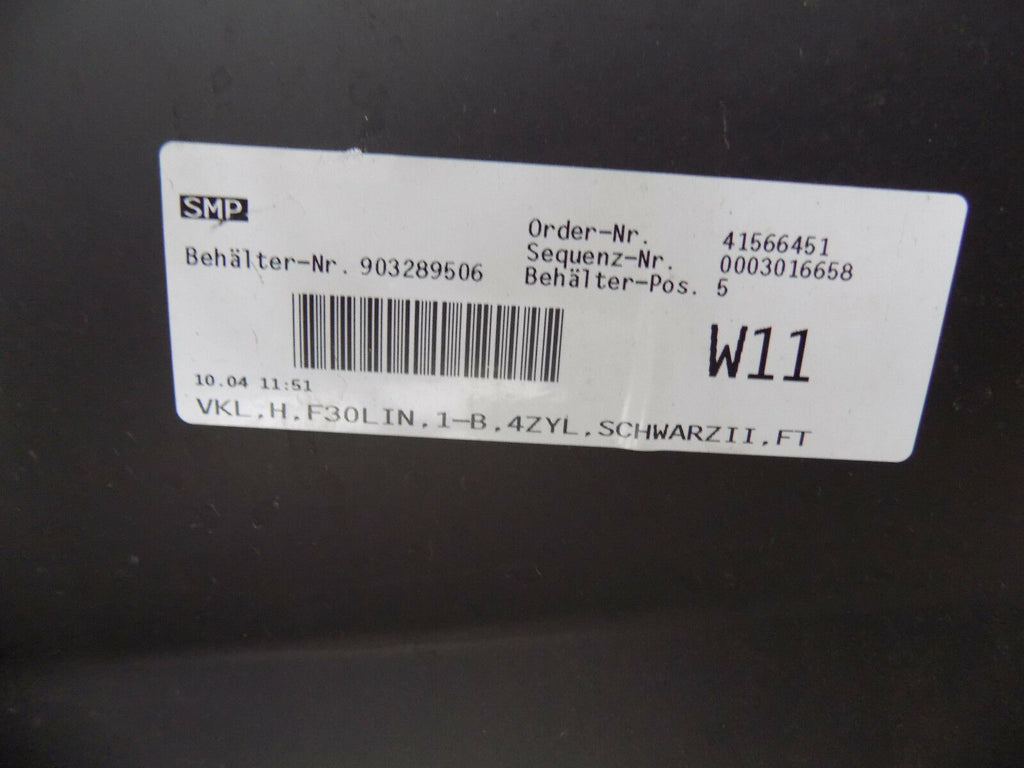 SMP
Order-Nr. 41566451
Sequenz-Nr. 0003016658
Behälter-Nr. 903289506
Behälter-Pos. 5
W11
10.04 11:51
VKL.H.F30LIN.1-B.4ZYL.SCHWARZII.FT